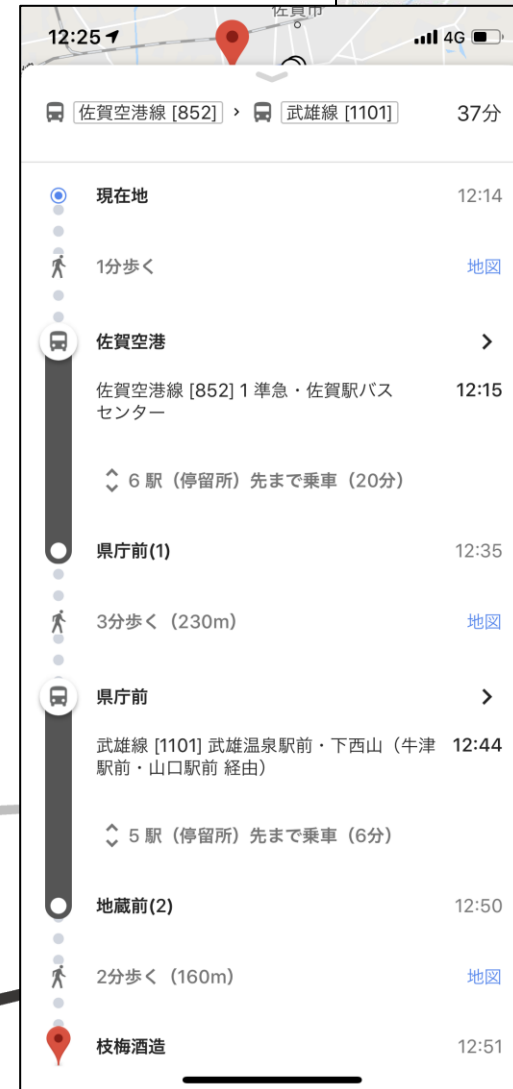 佐賀市
12:25
4G
佐賀空港線 [852] › 武雄線 [1101] 37分
現在地 12:14
1分歩く 地図
佐賀空港
佐賀空港線 [852] 1 準急・佐賀駅バス 12:15
センター
6 駅（停留所）先まで乗車（20分）
県庁前(1) 12:35
3分歩く（230m） 地図
県庁前
武雄線 [1101] 武雄温泉駅前・下西山（牛津 12:44
駅前・山口駅前 経由）
5 駅（停留所）先まで乗車（6分）
地蔵前(2) 12:50
2分歩く（160m） 地図
枝梅酒造 12:51